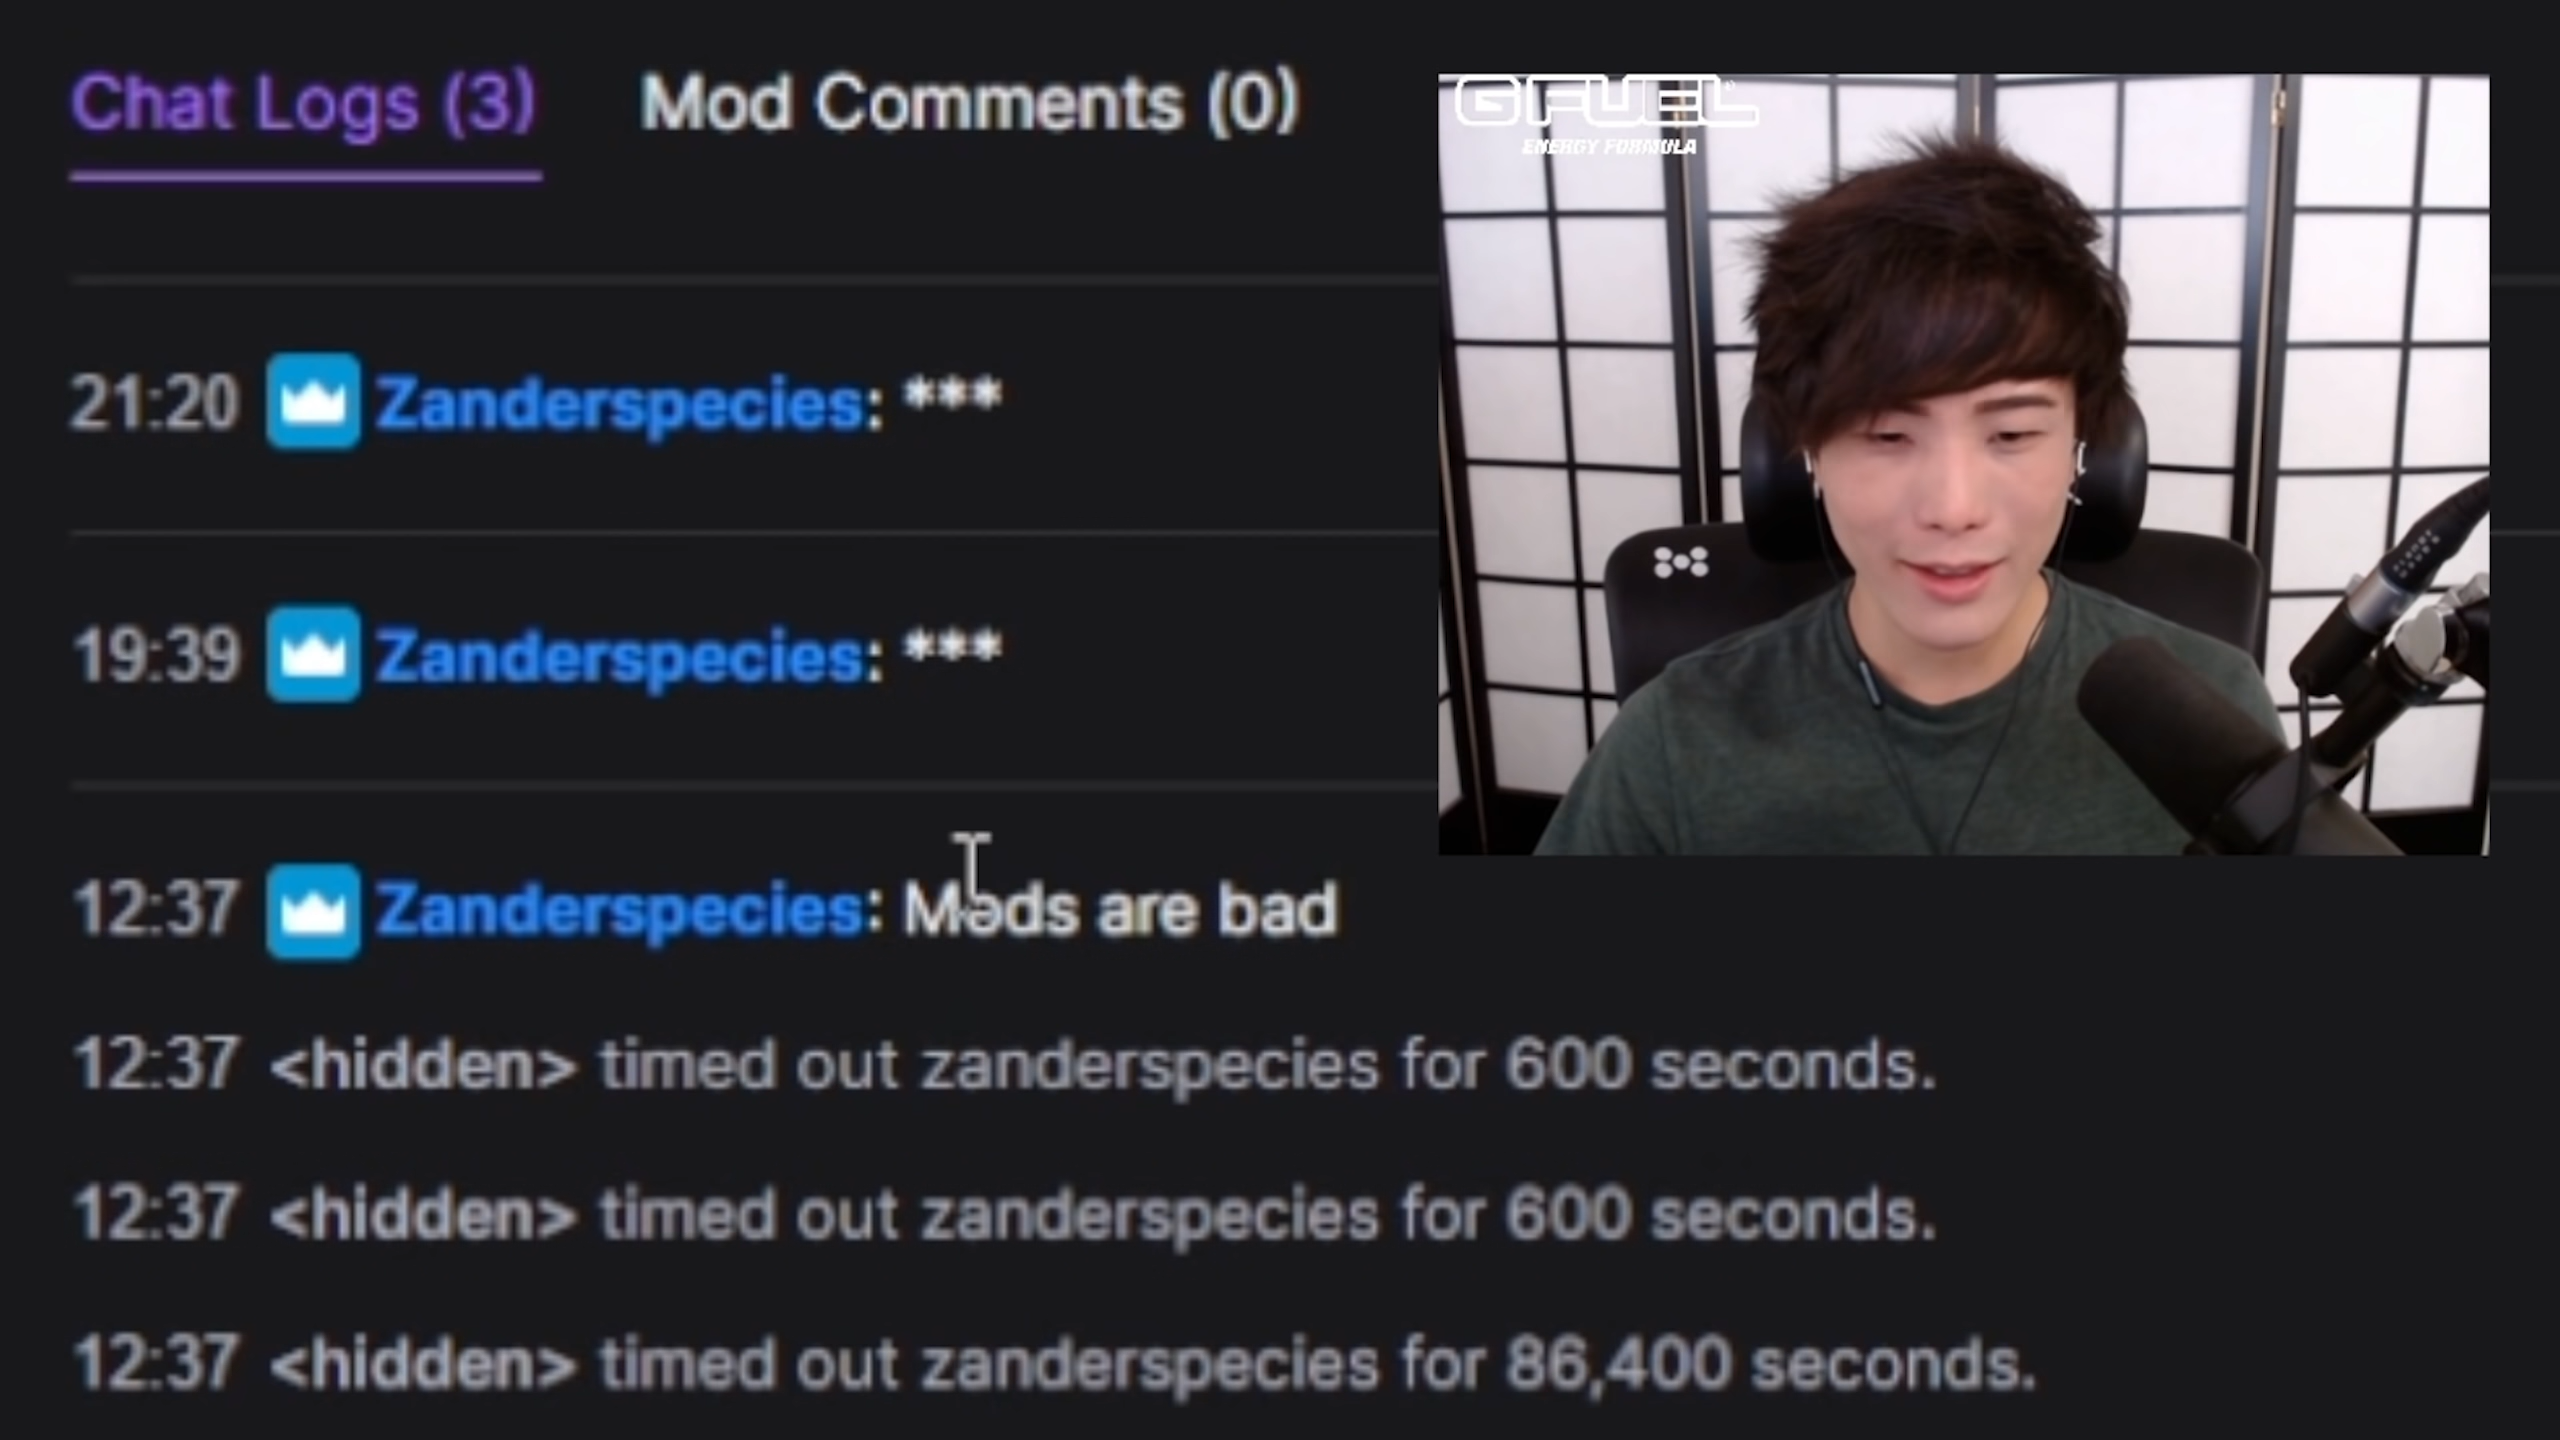 Chat Logs (3) Mod Comments (0)
GFUEL
ENERGY FORMULA
21:20 Zanderspecies: ***
19:39 Zanderspecies: ***
12:37 Zanderspecies: Mods are bad
12:37 <hidden> timed out zanderspecies for 600 seconds.
12:37 <hidden> timed out zanderspecies for 600 seconds.
12:37 <hidden> timed out zanderspecies for 86,400 seconds.